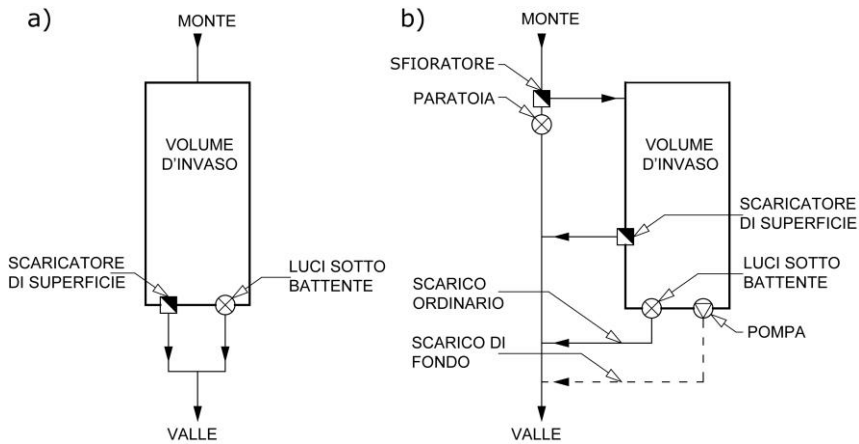 a)
MONTE
VOLUME
D'INVASO
SCARICATORE
DI SUPERFICIE
LUCI SOTTO
BATTENTE
VALLE
b)
MONTE
SFIORATORE
PARATOIA
VOLUME
D'INVASO
SCARICATORE
DI SUPERFICIE
LUCI SOTTO
BATTENTE
SCARICO
ORDINARIO
POMPA
SCARICO DI
FONDO
VALLE